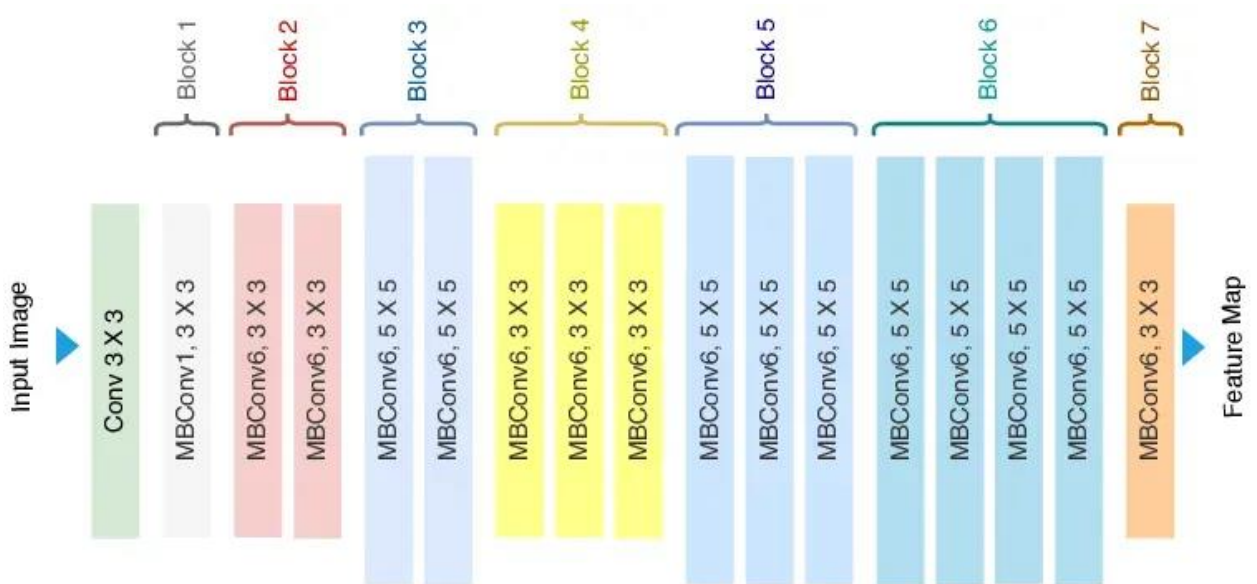 Input Image
Conv 3 X 3
Block 1
MBConv1, 3 X 3
Block 2
MBConv6, 3 X 3
MBConv6, 3 X 3
Block 3
MBConv6, 5 X 5
MBConv6, 5 X 5
Block 4
MBConv6, 3 X 3
MBConv6, 3 X 3
MBConv6, 3 X 3
Block 5
MBConv6, 5 X 5
MBConv6, 5 X 5
MBConv6, 5 X 5
Block 6
MBConv6, 5 X 5
MBConv6, 5 X 5
MBConv6, 5 X 5
MBConv6, 5 X 5
Block 7
MBConv6, 3 X 3
Feature Map